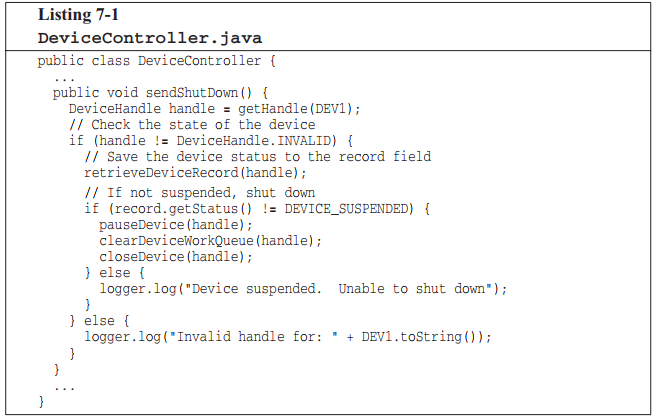 Listing 7-1
DeviceController.java
public class DeviceController {
...
public void sendShutDown() {
DeviceHandle handle = getHandle(DEV1);
// Check the state of the device
if (handle != DeviceHandle.INVALID) {
// Save the device status to the record field
retrieveDeviceRecord(handle);
// If not suspended, shut down
if (record.getStatus() != DEVICE_SUSPENDED) {
pauseDevice(handle);
clearDeviceWorkQueue(handle);
closeDevice(handle);
} else {
logger.log("Device suspended.  Unable to shut down");
}
} else {
logger.log("Invalid handle for: " + DEV1.toString());
}
}
...
}